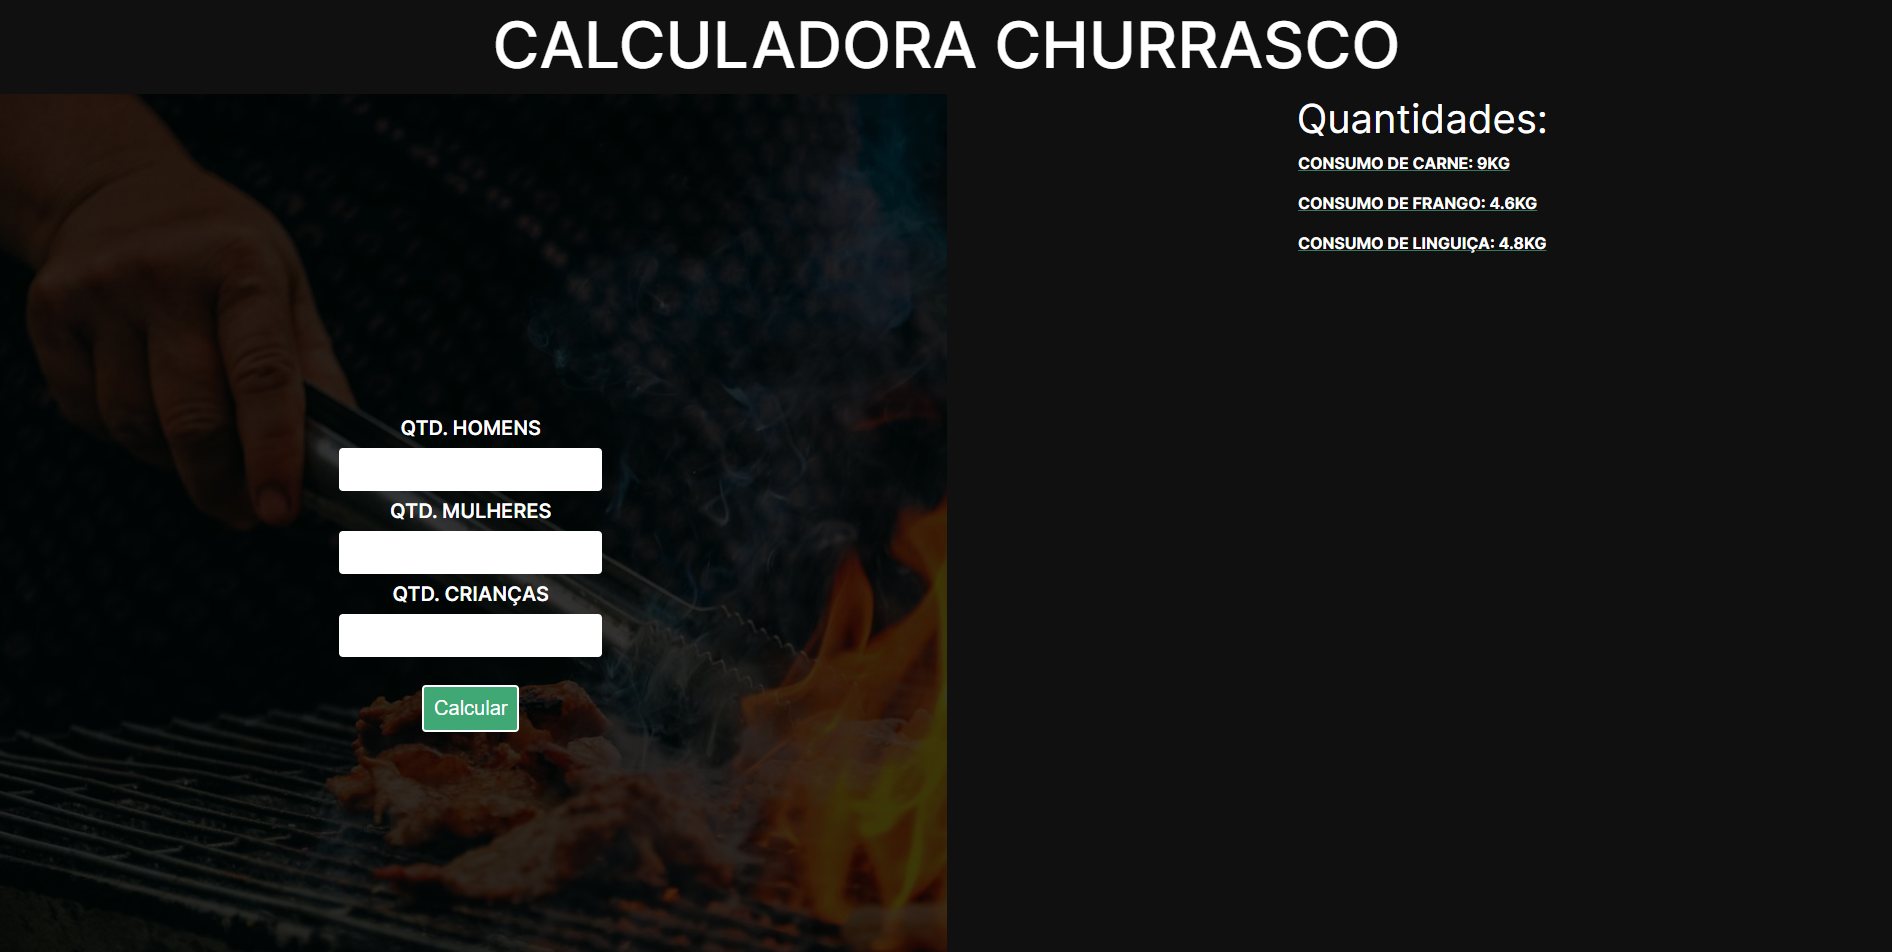 CALCULADORA CHURRASCO
QTD. HOMENS
QTD. MULHERES
QTD. CRIANÇAS
Calcular
Quantidades:
CONSUMO DE CARNE: 9KG
CONSUMO DE FRANGO: 4.6KG
CONSUMO DE LINGUIÇA: 4.8KG